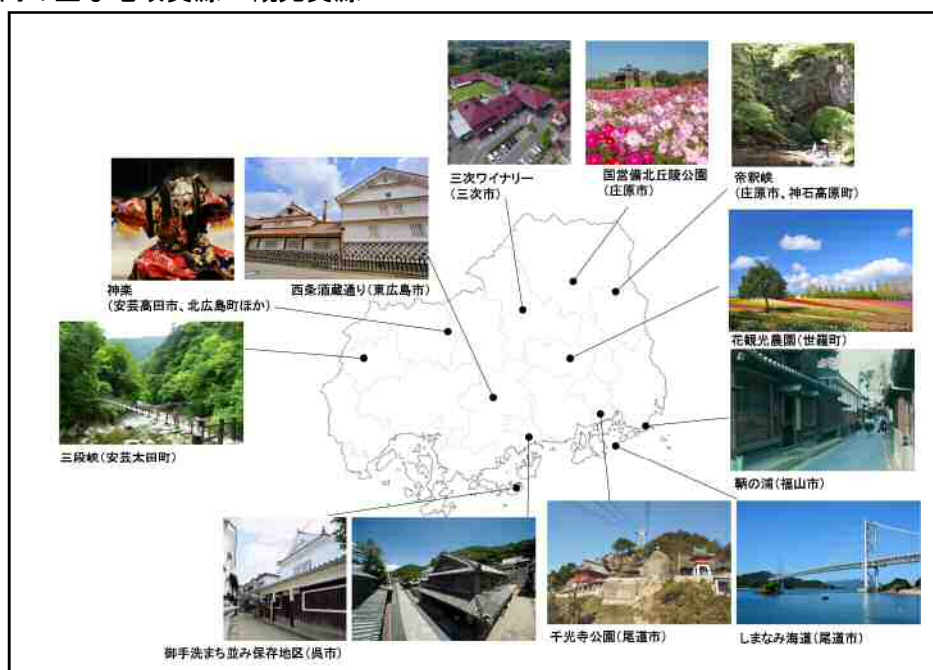 三次ワイナリー
(三次市)
国営備北丘陵公園
(庄原市)
帝釈峡
(庄原市、神石高原町)
神楽
(安芸高田市、北広島町ほか)
西条酒蔵通り(東広島市)
花観光農園(世羅町)
三段峡(安芸太田町)
鞆の浦(福山市)
御手洗まち並み保存地区(呉市)
千光寺公園(尾道市)
しまなみ海道(尾道市)